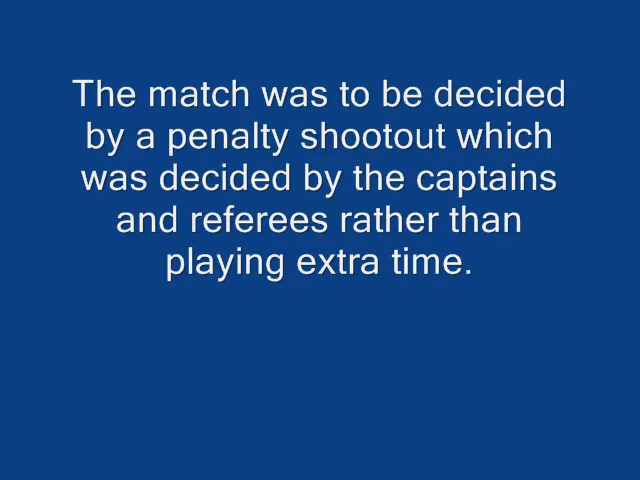 The match was to be decided
by a penalty shootout which
was decided by the captains
and referees rather than
playing extra time.